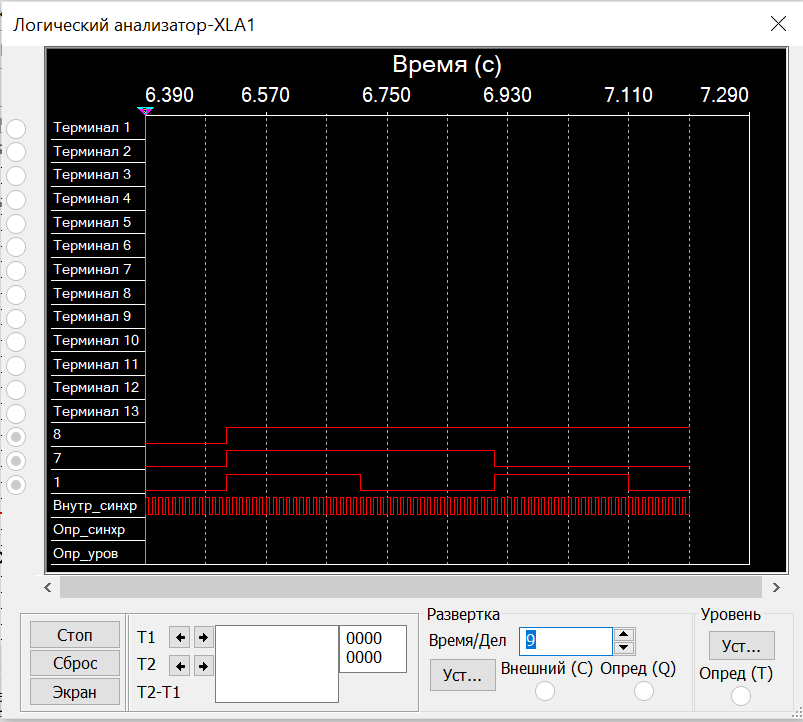 Логический анализатор-XLA1
Время (с)
6.390 6.570 6.750 6.930 7.110 7.290
Терминал 1
Терминал 2
Терминал 3
Терминал 4
Терминал 5
Терминал 6
Терминал 7
Терминал 8
Терминал 9
Терминал 10
Терминал 11
Терминал 12
Терминал 13
8
7
1
Внутр_синхр
Опр_синхр
Опр_уров
Стоп
Сброс
Экран
T1
T2
T2-T1
0000
0000
Развертка
Время/Дел 9
Уст... Внешний (C) Опред (Q)
Уровень
Уст...
Опред (T)